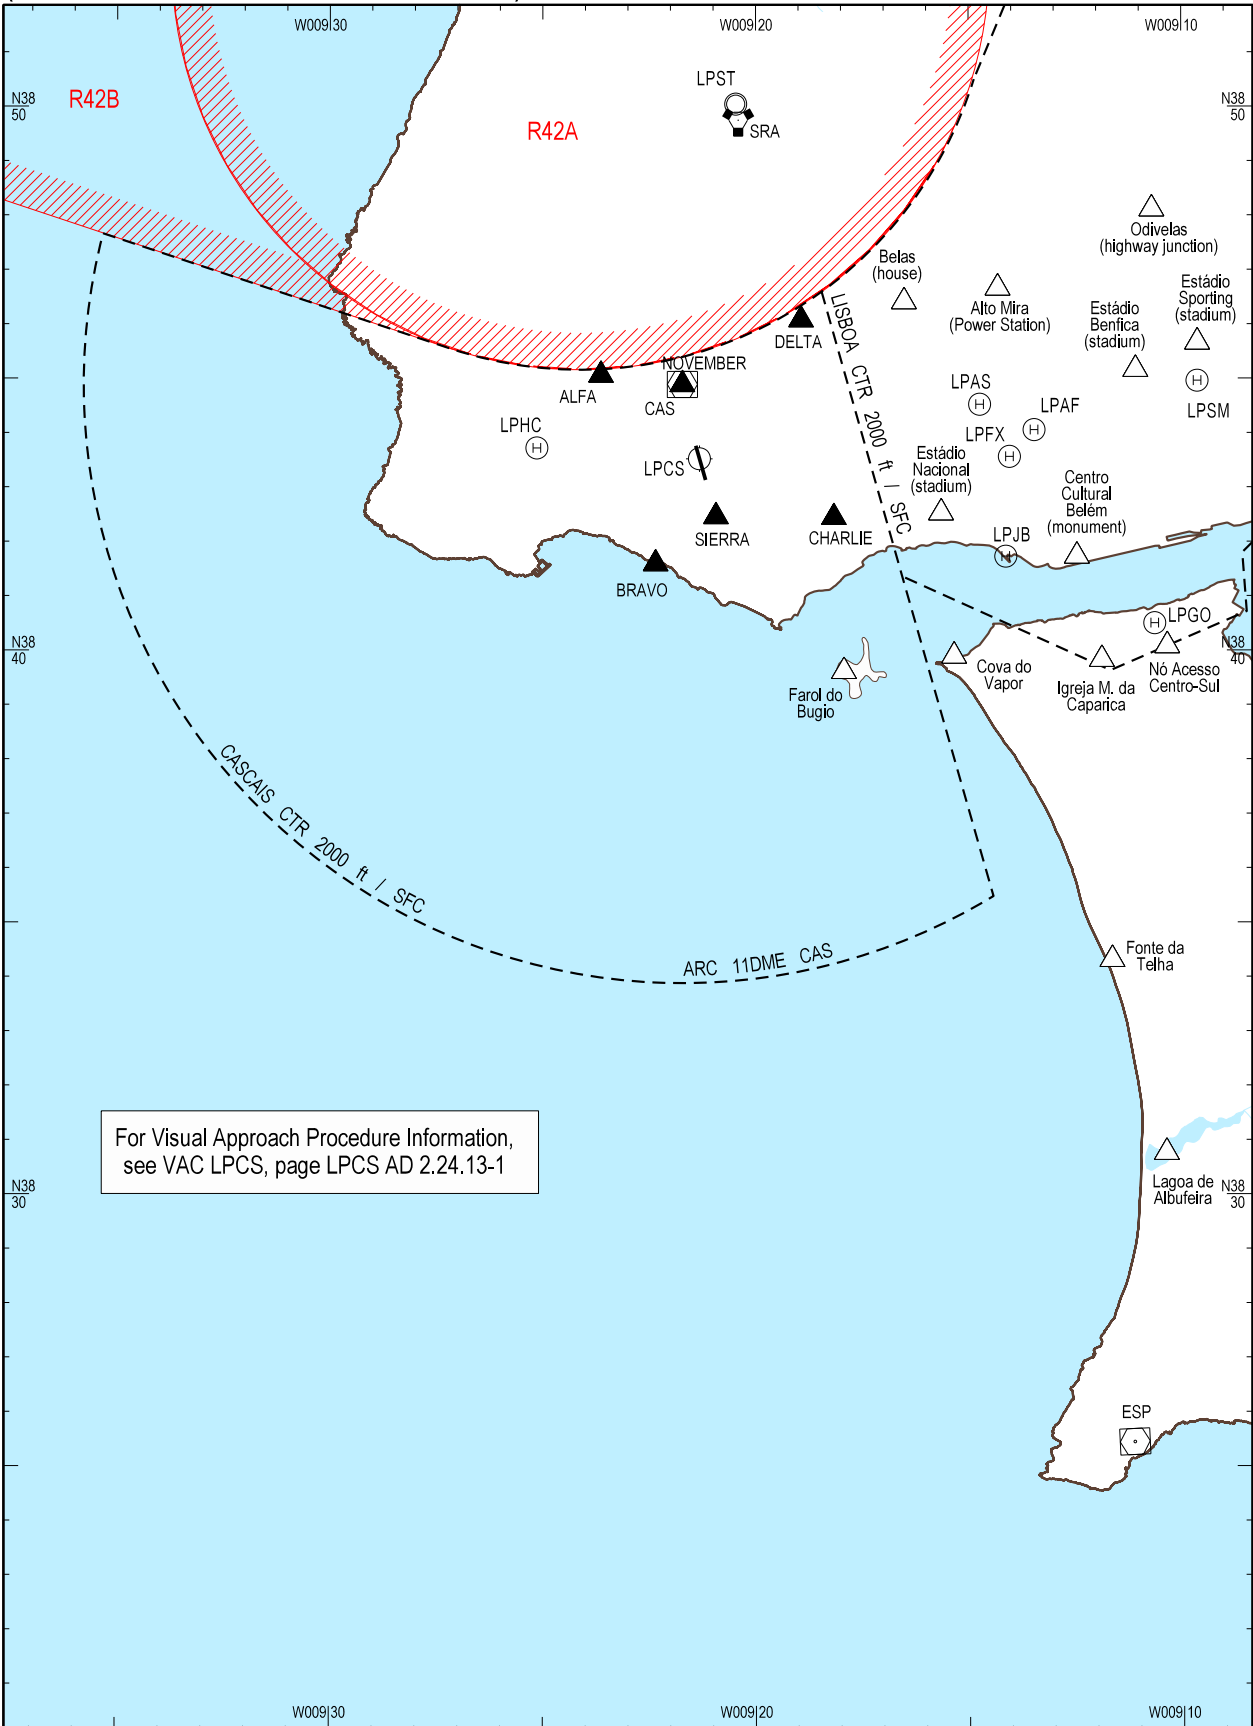 W009 30
W009 20
W009 10
N38
50
N38
50
R42B
R42A
LPST
SRA
Odivelas
(highway junction)
Belas
(house)
Alto Mira
(Power Station)
Estádio
Benfica
(stadium)
Estádio
Sporting
(stadium)
DELTA
LISBOA CTR 2000 ft / SFC
NOVEMBER
ALFA
CAS
LPAS
LPAF
LPSM
LPHC
LPFX
LPCS
Estádio
Nacional
(stadium)
Centro
Cultural
Belém
(monument)
SIERRA
CHARLIE
LPJB
BRAVO
LPGO
N38
40
N38
40
Cova do
Vapor
Farol do
Bugio
Igreja M. da
Caparica
Nó Acesso
Centro-Sul
CASCAIS CTR 2000 ft / SFC
ARC 11DME CAS
Fonte da
Telha
For Visual Approach Procedure Information,
see VAC LPCS, page LPCS AD 2.24.13-1
Lagoa de
Albufeira
N38
30
N38
30
ESP
W009 30
W009 20
W009 10